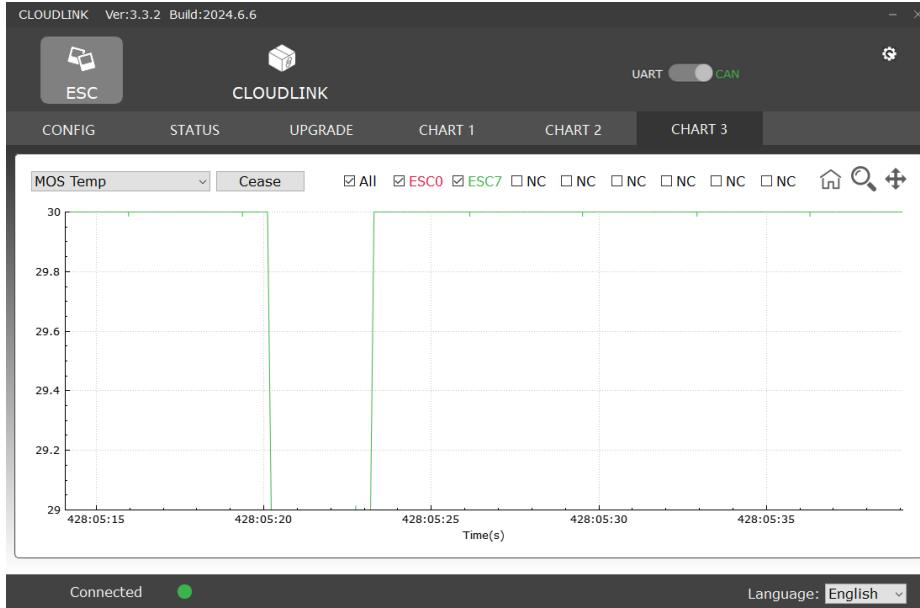 CLOUDLINK Ver:3.3.2 Build:2024.6.6
ESC
CLOUDLINK
UART CAN
CONFIG STATUS UPGRADE CHART 1 CHART 2 CHART 3
MOS Temp Cease All ESC0 ESC7 NC NC NC NC NC NC
30
29.8
29.6
29.4
29.2
29
428:05:15 428:05:20 428:05:25 428:05:30 428:05:35
Time(s)
Connected Language: English